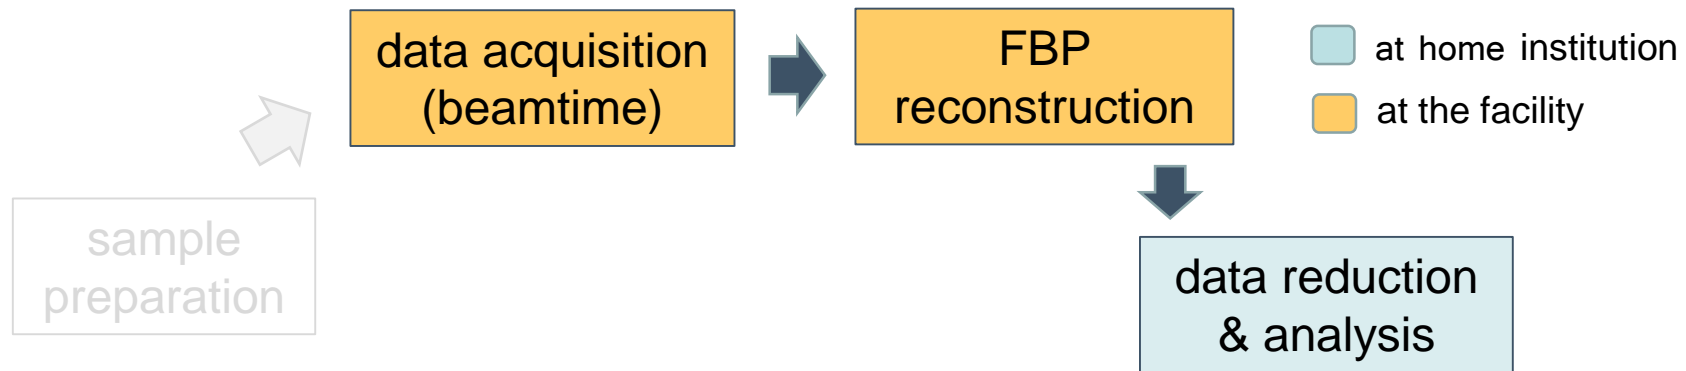 data acquisition
(beamtime)
FBP
reconstruction
at home institution
at the facility
sample
preparation
data reduction
& analysis